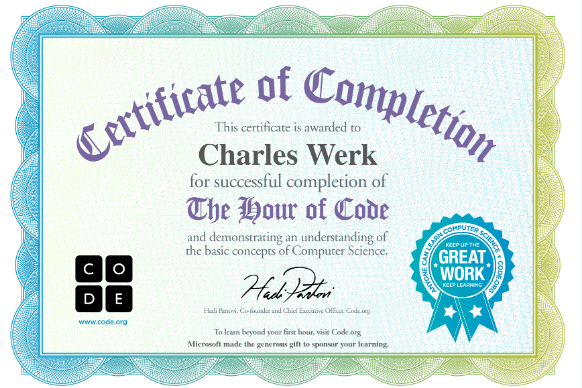 Certificate of Completion
This certificate is awarded to
Charles Werk
for successful completion of
The Hour of Code
and demonstrating an understanding of
the basic concepts of Computer Science.
C O
D E
www.code.org
Hadi Partovi
Hadi Partovi, Co-founder and Chief Executive Officer, Code.org
To learn beyond your first hour, visit Code.org
Microsoft made the generous gift to sponsor your learning.
ANYONE CAN LEARN COMPUTER SCIENCE • CODE.ORG
KEEP UP THE
GREAT
WORK
KEEP LEARNING